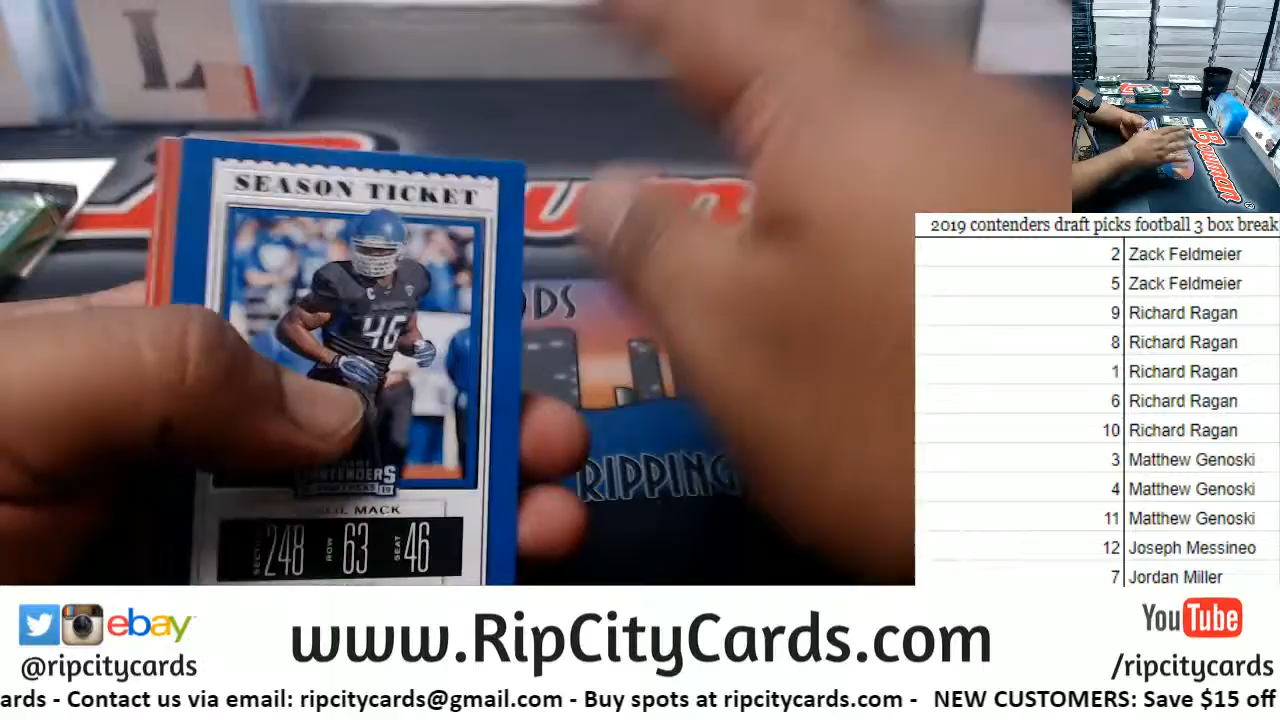 SEASON TICKET
46
CONTENDERS
MACK
248 ROW 63 SEAT 46
RIPPING
Bowman
2019 contenders draft picks football 3 box break
2 Zack Feldmeier
5 Zack Feldmeier
9 Richard Ragan
8 Richard Ragan
1 Richard Ragan
6 Richard Ragan
10 Richard Ragan
3 Matthew Genoski
4 Matthew Genoski
11 Matthew Genoski
12 Joseph Messineo
7 Jordan Miller
ebay
@ripcitycards
www.RipCityCards.com
YouTube
/ripcitycards
ards - Contact us via email: ripcitycards@gmail.com - Buy spots at ripcitycards.com - NEW CUSTOMERS: Save $15 off